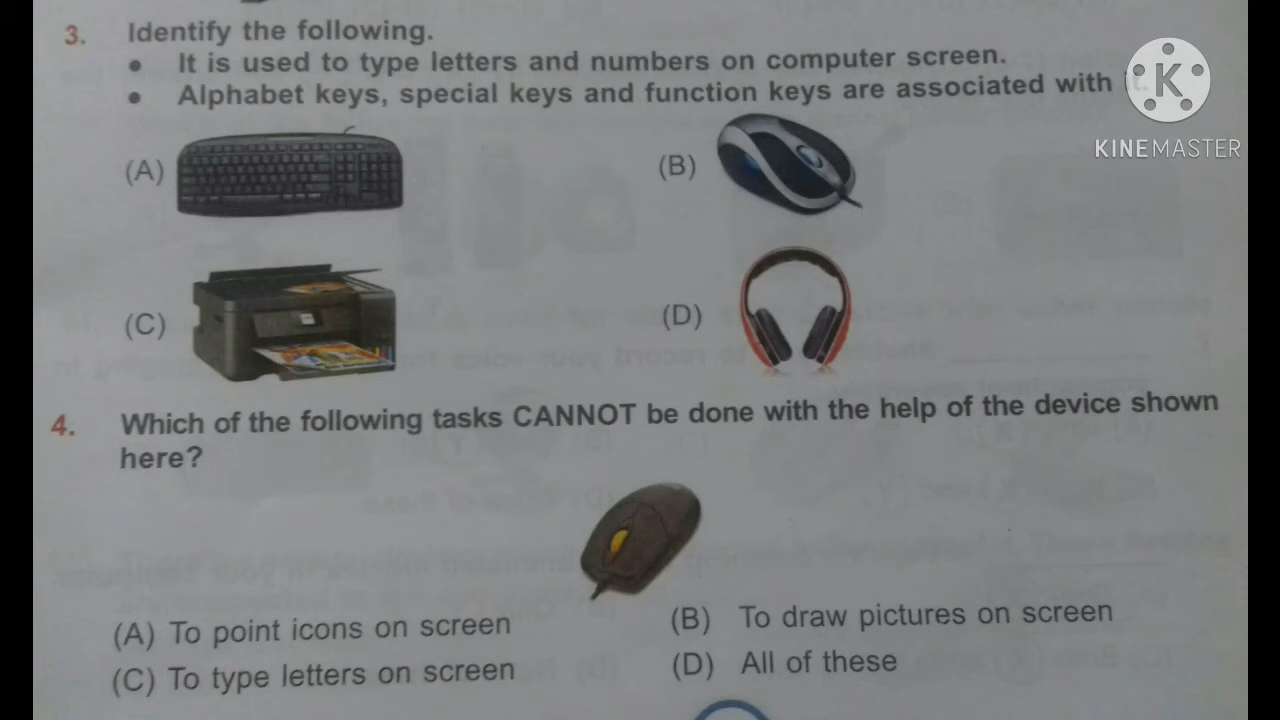 3. Identify the following.
• It is used to type letters and numbers on computer screen.
• Alphabet keys, special keys and function keys are associated with it.
KINEMASTER
(A) (B)
(C) (D)
4. Which of the following tasks CANNOT be done with the help of the device shown
here?
(A) To point icons on screen (B) To draw pictures on screen
(C) To type letters on screen (D) All of these